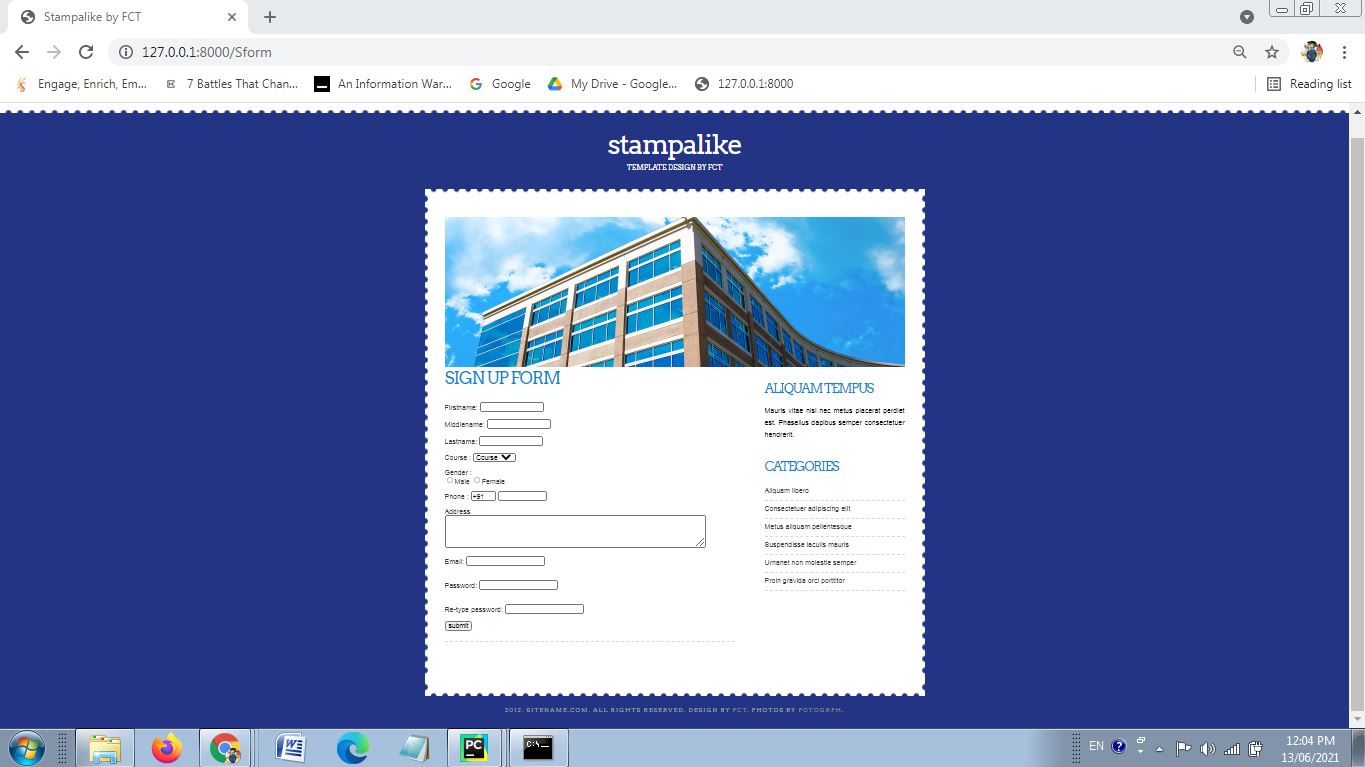 Stampalike by FCT
127.0.0.1:8000/Sform
Engage, Enrich, Em... 7 Battles That Chan... An Information War... Google My Drive - Google... 127.0.0.1:8000 Reading list
stampalike
TEMPLATE DESIGN BY FCT
SIGN UP FORM
Firstname:
Middlename:
Lastname:
Course : Course
Gender :
Male Female
Phone : +91
Address
Email:
Password:
Re-type password:
submit
ALIQUAM TEMPUS
Mauris vitae nisl nec metus placerat perdiet
est. Phasellus dapibus semper consectetuer
hendrerit.
CATEGORIES
Aliquam libero
Consectetuer adipiscing elit
Metus aliquam pellentesque
Suspendisse iaculis mauris
Urnanet non molestie semper
Proin gravida orci porttitor
2012. SITENAME.COM. ALL RIGHTS RESERVED. DESIGN BY FCT. PHOTOS BY FOTOGRPH.
PC C:\
EN 12:04 PM
13/06/2021